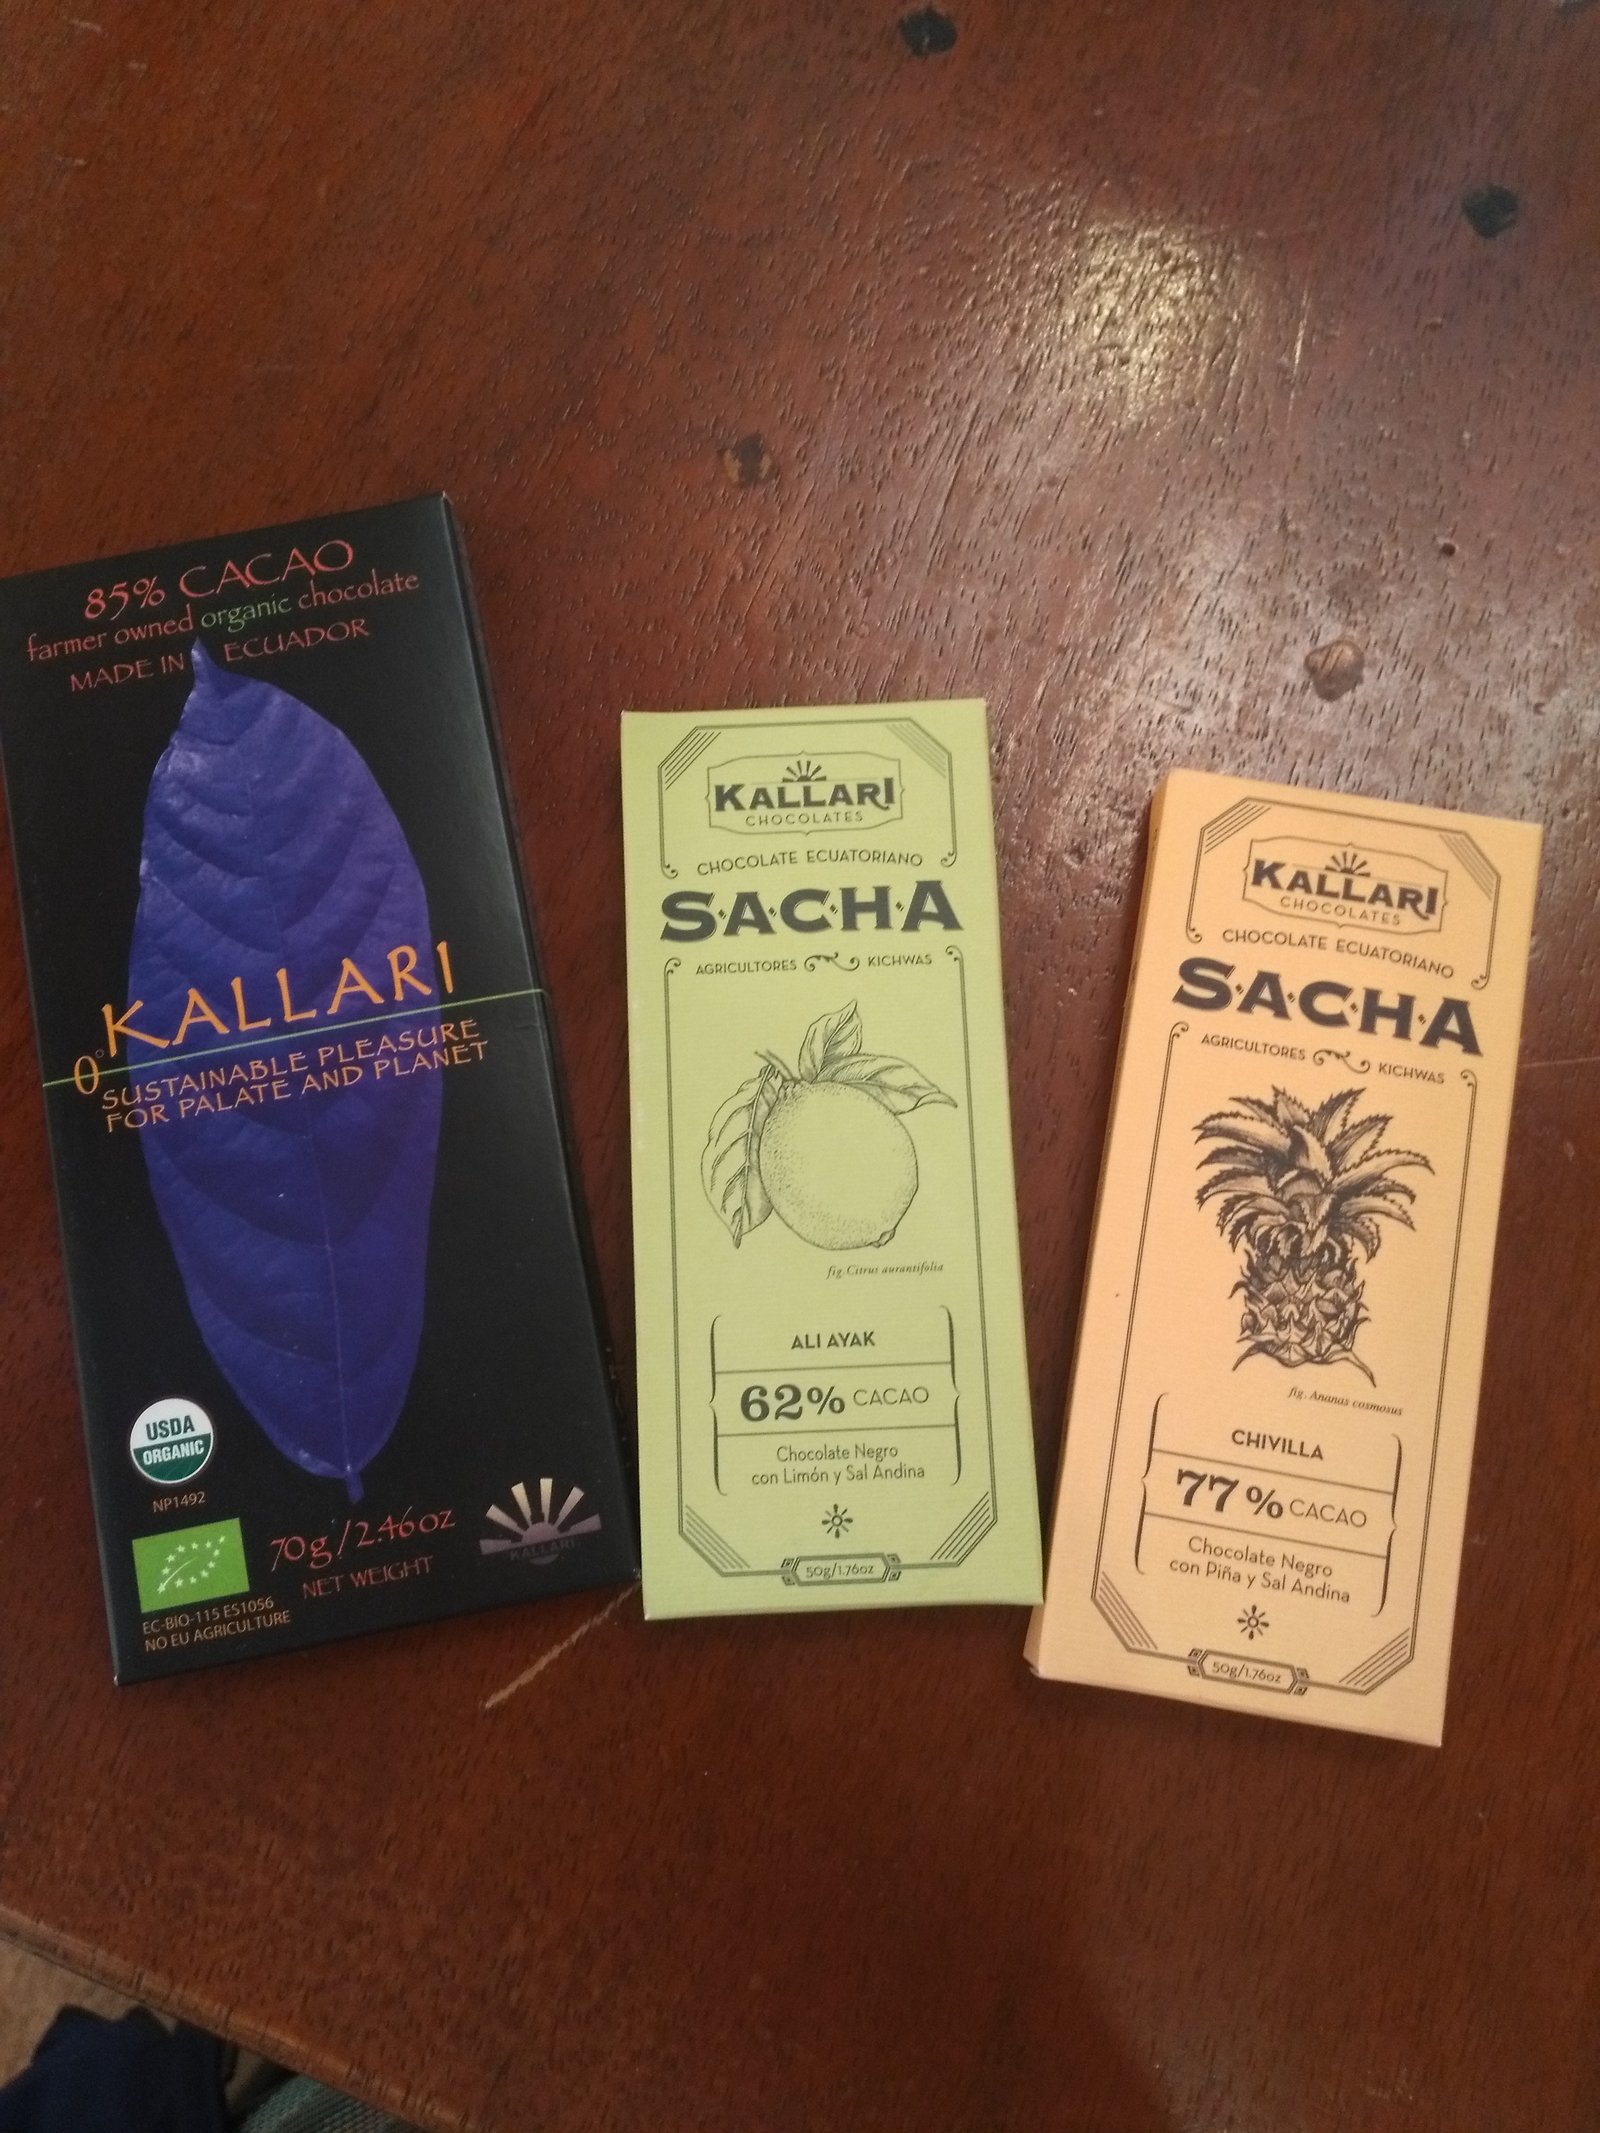 85% CACAO
farmer owned organic chocolate
MADE IN ECUADOR
KALLARI
0°
SUSTAINABLE PLEASURE
FOR PALATE AND PLANET
USDA
ORGANIC
NP1492
70g/2.46oz
NET WEIGHT
KALLARI
EC-BIO-115 ES1056
NO EU AGRICULTURE
KALLARI
CHOCOLATES
CHOCOLATE ECUATORIANO
S·A·C·H·A
AGRICULTORES KICHWAS
fig. Citrus aurantifolia
ALI AYAK
62% CACAO
Chocolate Negro
con Limón y Sal Andina
50g/1.76oz
KALLARI
CHOCOLATES
CHOCOLATE ECUATORIANO
S·A·C·H·A
AGRICULTORES KICHWAS
fig. Ananas cosmosus
CHIVILLA
77% CACAO
Chocolate Negro
con Piña y Sal Andina
50g/1.76oz